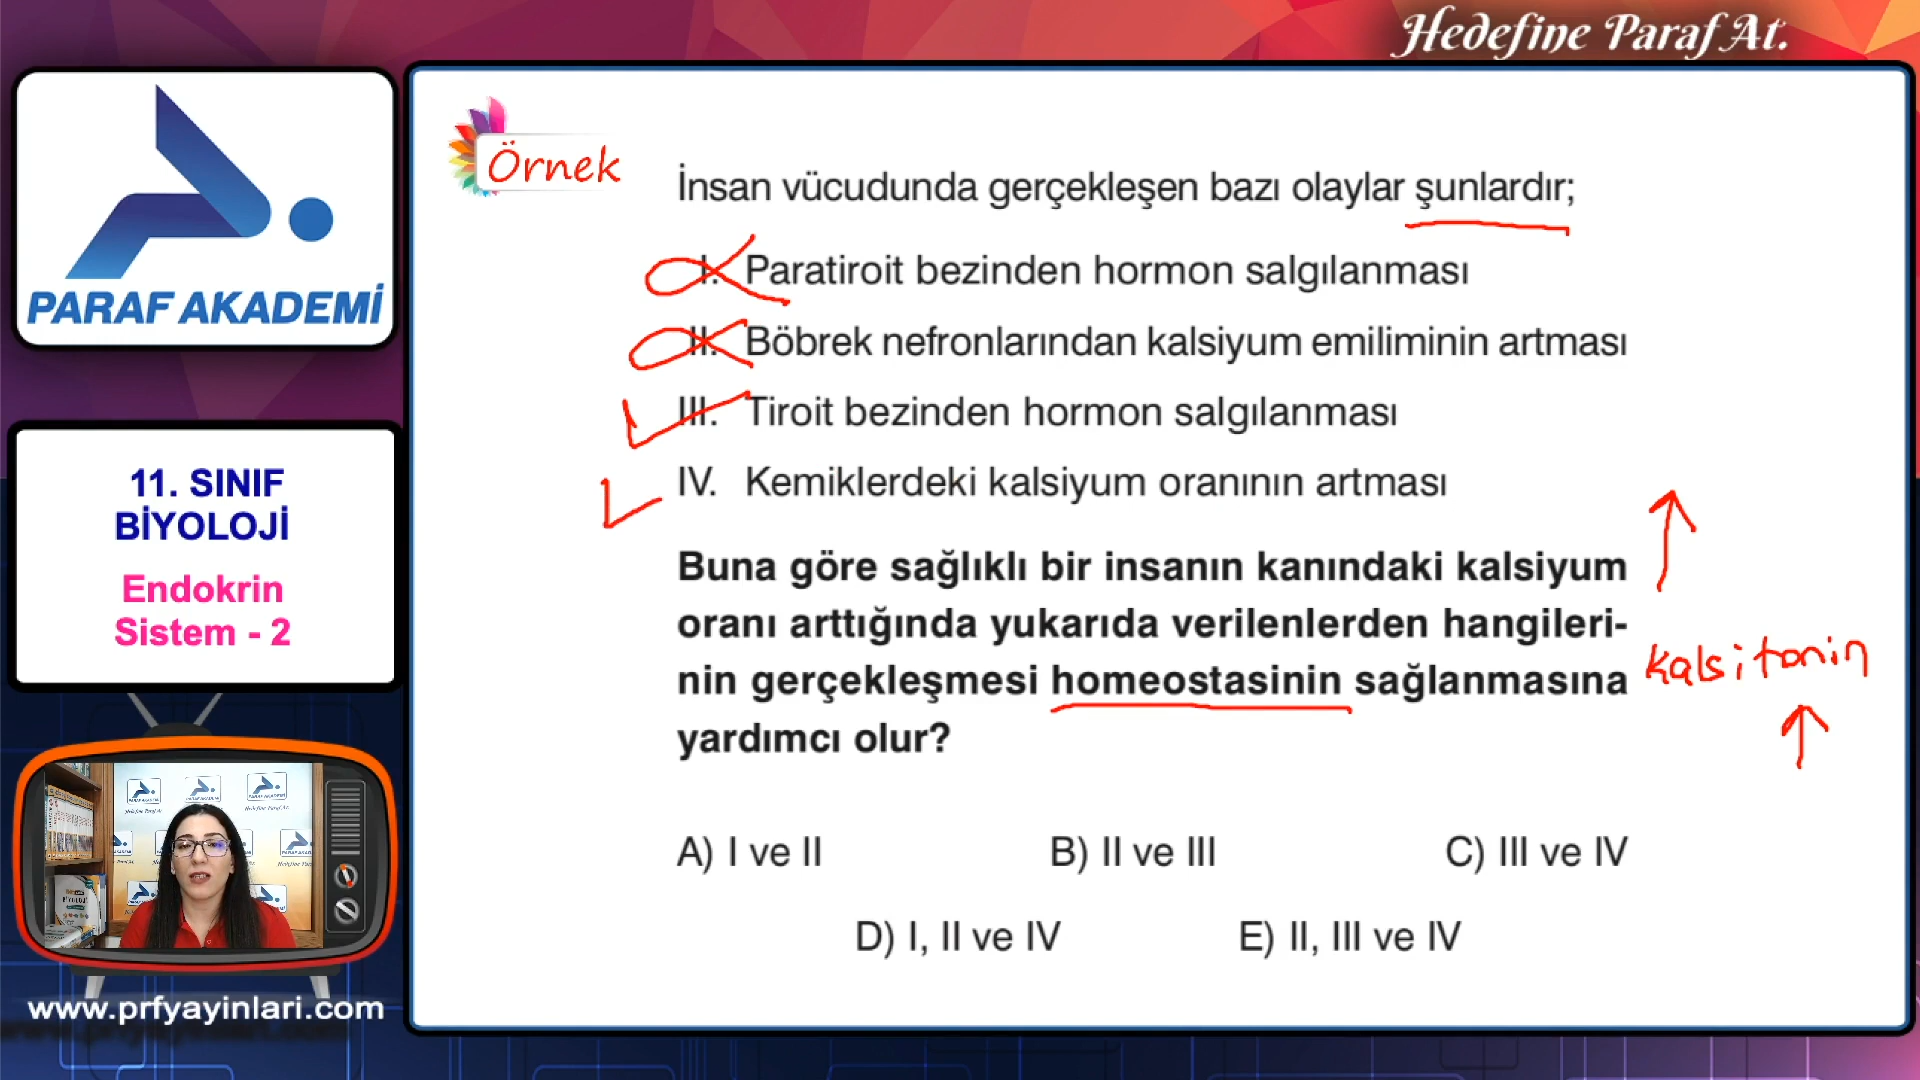 Hedefine Paraf At.
PARAF AKADEMİ
11. SINIF
BİYOLOJİ
Endokrin
Sistem - 2
www.prfyayinlari.com
Örnek
İnsan vücudunda gerçekleşen bazı olaylar şunlardır;
I. Paratiroit bezinden hormon salgılanması
II. Böbrek nefronlarından kalsiyum emiliminin artması
III. Tiroit bezinden hormon salgılanması
IV. Kemiklerdeki kalsiyum oranının artması
Buna göre sağlıklı bir insanın kanındaki kalsiyum
oranı arttığında yukarıda verilenlerden hangileri-
nin gerçekleşmesi homeostasinin sağlanmasına
yardımcı olur?
kalsitonin
A) I ve II B) II ve III C) III ve IV
D) I, II ve IV E) II, III ve IV